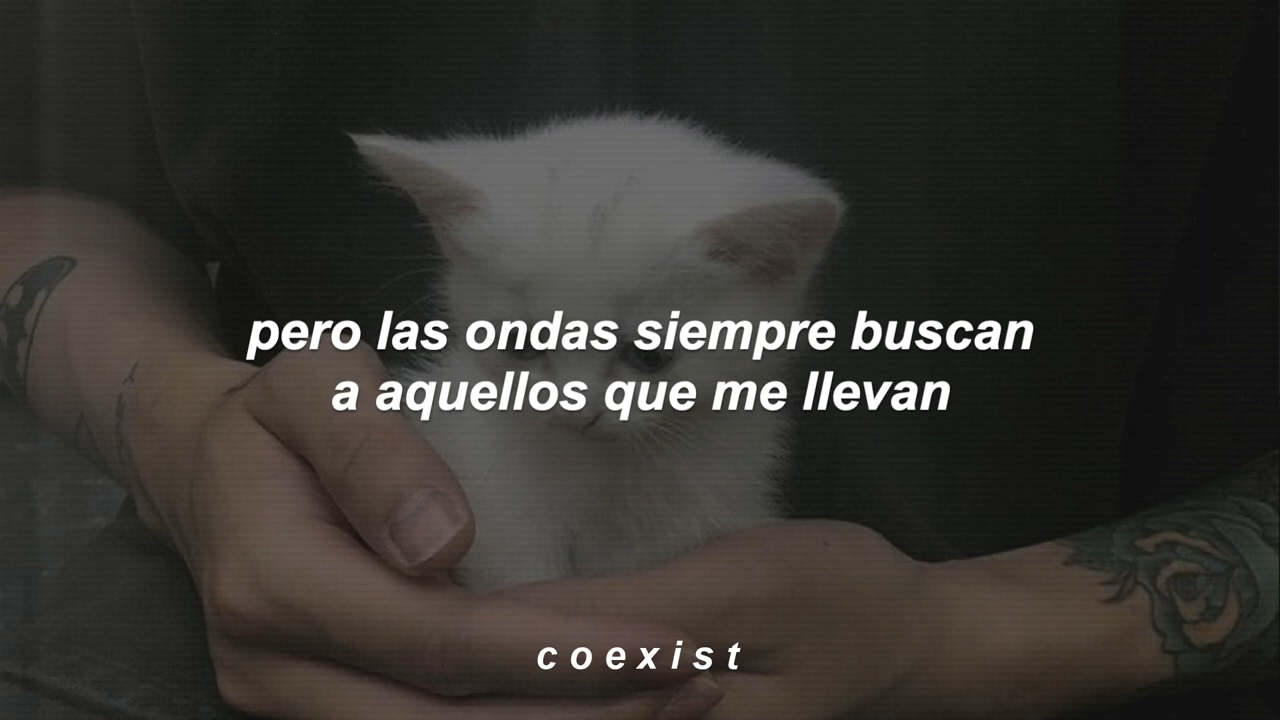 pero las ondas siempre buscan
a aquellos que me llevan
c o e x i s t